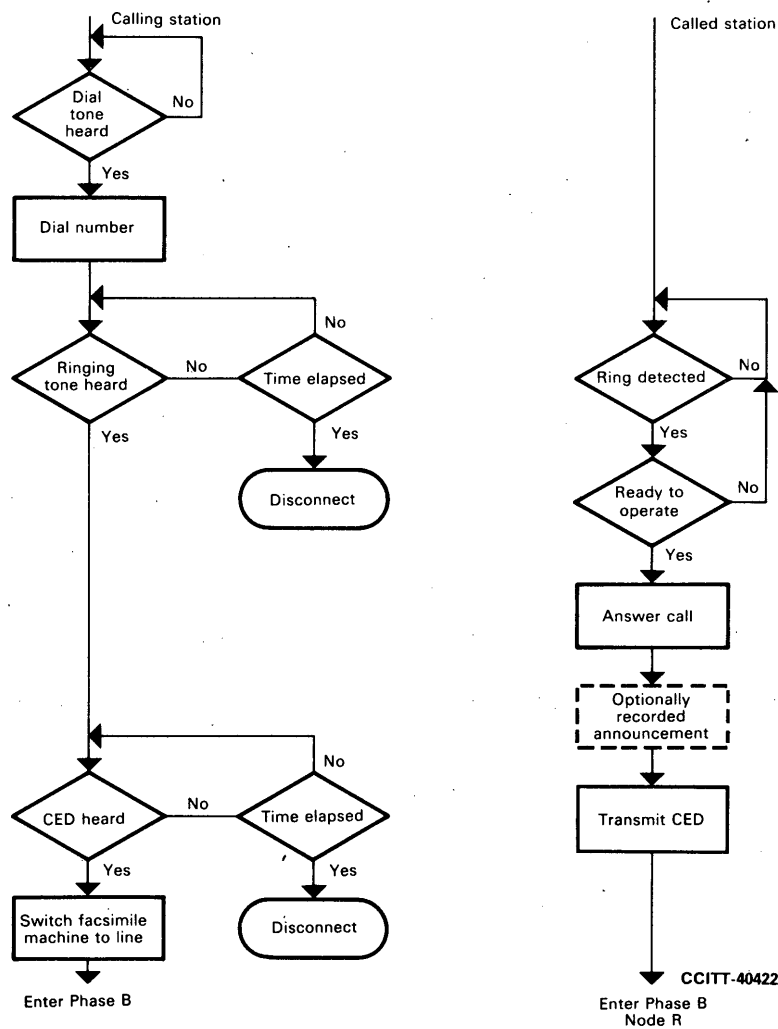 Calling station
Dial
tone
heard
No
Yes
Dial number
No
Ringing
tone heard
No
Time elapsed
Yes
Yes
Disconnect
No
CED heard
No
Time elapsed
Yes
Yes
Switch facsimile
machine to line
Disconnect
Enter Phase B
Called station
Ring detected
No
Yes
Ready to
operate
No
Yes
Answer call
Optionally
recorded
announcement
Transmit CED
CCITT-40422
Enter Phase B
Node R